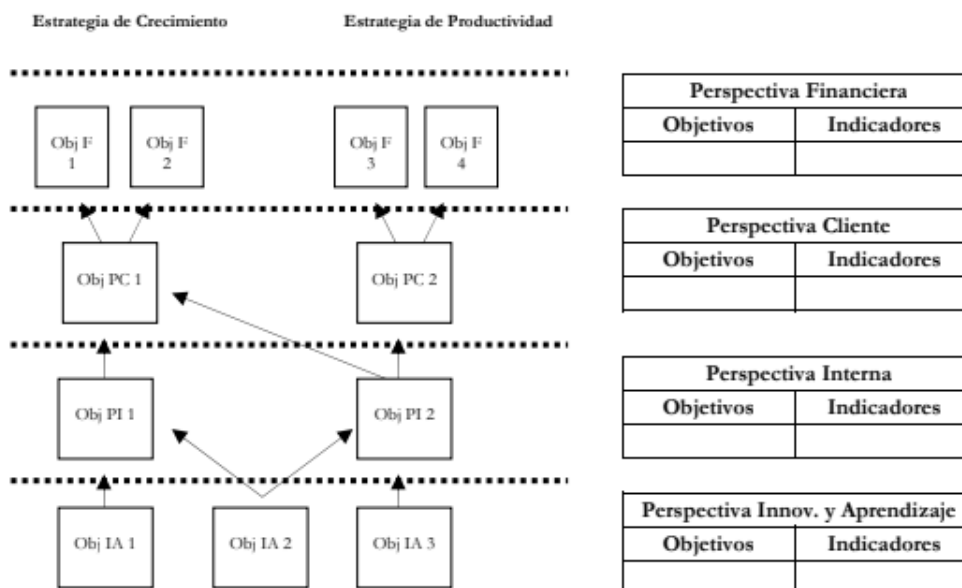 Estrategia de Crecimiento
Estrategia de Productividad
Obj F
1
Obj F
2
Obj F
3
Obj F
4
Obj PC 1
Obj PC 2
Obj PI 1
Obj PI 2
Obj IA 1
Obj IA 2
Obj IA 3
Perspectiva Financiera
Objetivos Indicadores
Perspectiva Cliente
Objetivos Indicadores
Perspectiva Interna
Objetivos Indicadores
Perspectiva Innov. y Aprendizaje
Objetivos Indicadores